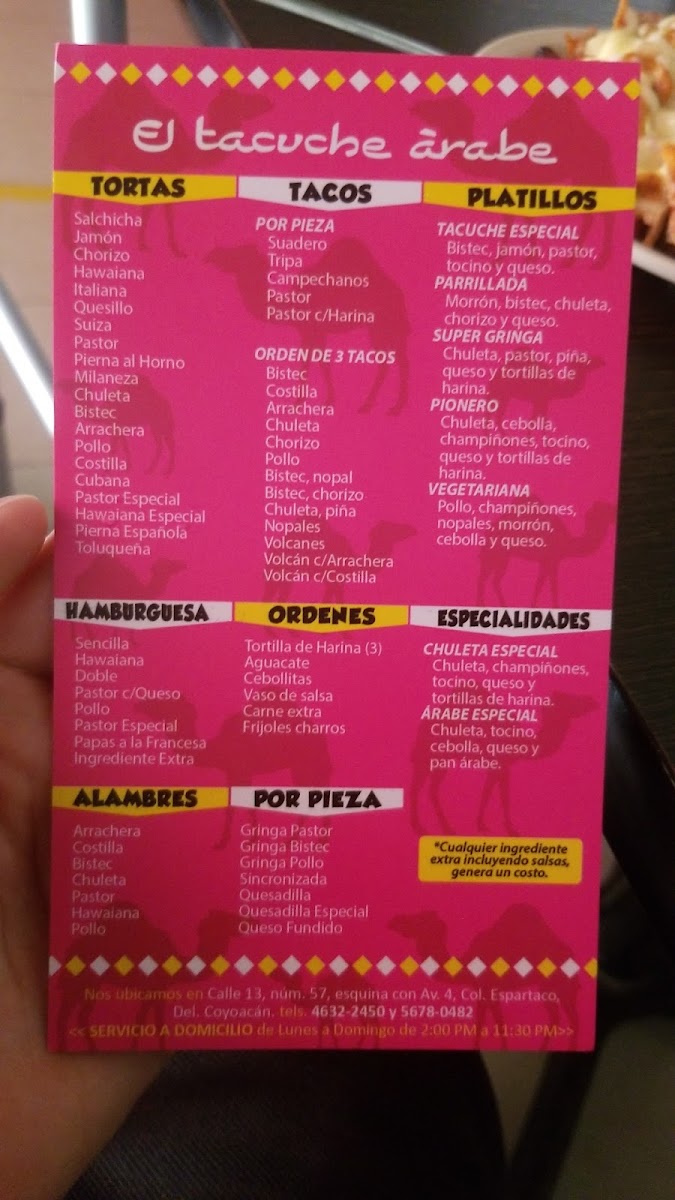 El tacuche àrabe
TORTAS
Salchicha
Jamón
Chorizo
Hawaiana
Italiana
Quesillo
Suiza
Pastor
Pierna al Horno
Milaneza
Chuleta
Bistec
Arrachera
Pollo
Costilla
Cubana
Pastor Especial
Hawaiana Especial
Pierna Española
Toluqueña
TACOS
POR PIEZA
Suadero
Tripa
Campechanos
Pastor
Pastor c/Harina
ORDEN DE 3 TACOS
Bistec
Costilla
Arrachera
Chuleta
Chorizo
Pollo
Bistec, nopal
Bistec, chorizo
Chuleta, piña
Nopales
Volcanes
Volcán c/Arrachera
Volcán c/Costilla
PLATILLOS
TACUCHE ESPECIAL
Bistec, jamón, pastor,
tocino y queso.
PARRILLADA
Morrón, bistec, chuleta,
chorizo y queso.
SUPER GRINGA
Chuleta, pastor, piña,
queso y tortillas de
harina.
PIONERO
Chuleta, cebolla,
champiñones, tocino,
queso y tortillas de
harina.
VEGETARIANA
Pollo, champiñones,
nopales, morrón,
cebolla y queso.
HAMBURGUESA
Sencilla
Hawaiana
Doble
Pastor c/Queso
Pollo
Pastor Especial
Papas a la Francesa
Ingrediente Extra
ORDENES
Tortilla de Harina (3)
Aguacate
Cebollitas
Vaso de salsa
Carne extra
Frijoles charros
ESPECIALIDADES
CHULETA ESPECIAL
Chuleta, champiñones,
tocino, queso y
tortillas de harina.
ÁRABE ESPECIAL
Chuleta, tocino,
cebolla, queso y
pan árabe.
ALAMBRES
Arrachera
Costilla
Bistec
Chuleta
Pastor
Hawaiana
Pollo
POR PIEZA
Gringa Pastor
Gringa Bistec
Gringa Pollo
Sincronizada
Quesadilla
Quesadilla Especial
Queso Fundido
*Cualquier ingrediente
extra incluyendo salsas,
genera un costo.
Nos ubicamos en Calle 13, núm. 57, esquina con Av. 4, Col. Espartaco,
Del. Coyoacán. tels. 4632-2450 y 5678-0482
<< SERVICIO A DOMICILIO de Lunes a Domingo de 2:00 PM a 11:30 PM>>